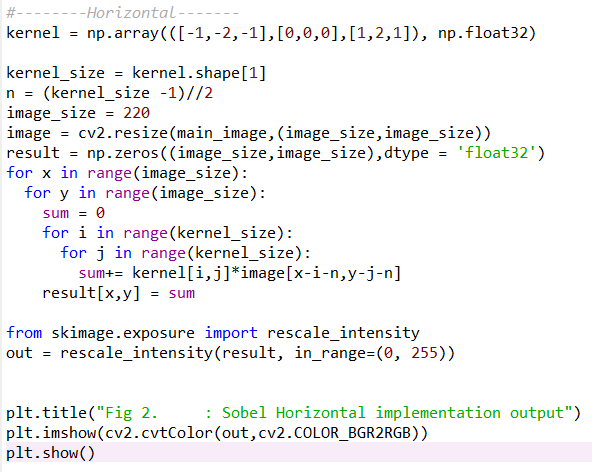 #--------Horizontal-------
kernel = np.array(([-1,-2,-1],[0,0,0],[1,2,1]), np.float32)
kernel_size = kernel.shape[1]
n = (kernel_size -1)//2
image_size = 220
image = cv2.resize(main_image,(image_size,image_size))
result = np.zeros((image_size,image_size),dtype = 'float32')
for x in range(image_size):
  for y in range(image_size):
    sum = 0
    for i in range(kernel_size):
      for j in range(kernel_size):
        sum+= kernel[i,j]*image[x-i-n,y-j-n]
    result[x,y] = sum
from skimage.exposure import rescale_intensity
out = rescale_intensity(result, in_range=(0, 255))
plt.title("Fig 2.     : Sobel Horizontal implementation output")
plt.imshow(cv2.cvtColor(out,cv2.COLOR_BGR2RGB))
plt.show()